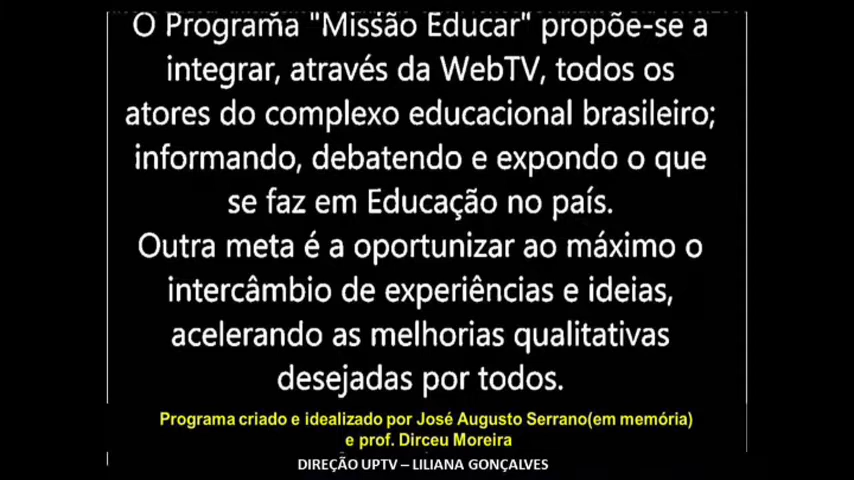 O Programa "Missão Educar" propõe-se a
integrar, através da WebTV, todos os
atores do complexo educacional brasileiro;
informando, debatendo e expondo o que
se faz em Educação no país.
Outra meta é a oportunizar ao máximo o
intercâmbio de experiências e ideias,
acelerando as melhorias qualitativas
desejadas por todos.
Programa criado e idealizado por José Augusto Serrano(em memória)
e prof. Dirceu Moreira
DIREÇÃO UPTV – LILIANA GONÇALVES